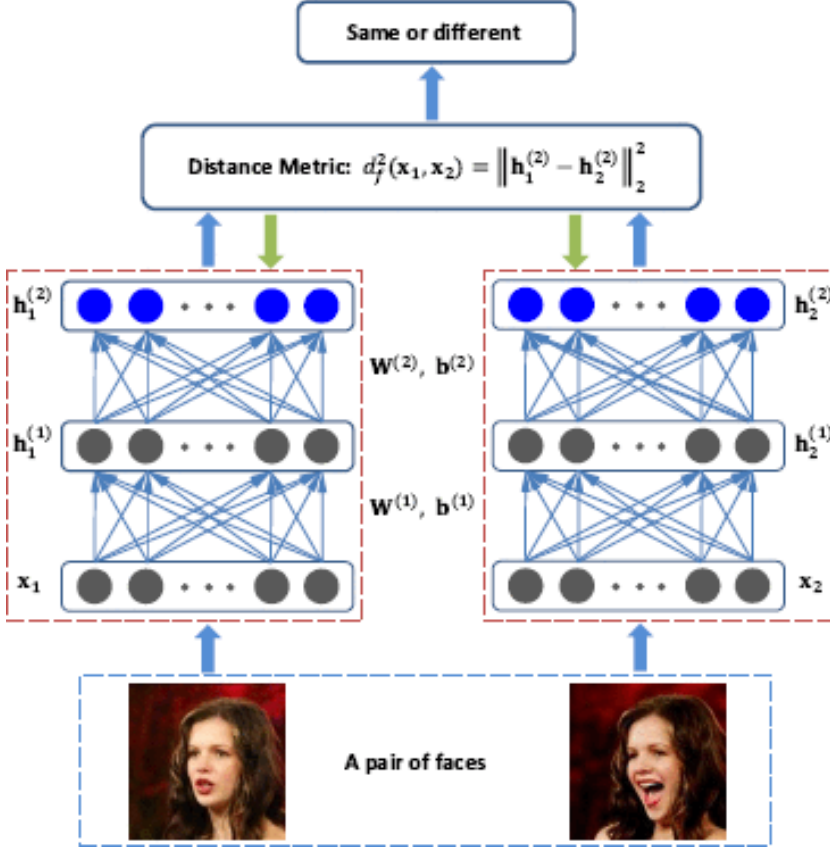 Same or different
Distance Metric: d_f^2(x_1, x_2) = ‖h_1^{(2)} − h_2^{(2)}‖_2^2
h_1^{(2)}
h_2^{(2)}
W^{(2)}, b^{(2)}
h_1^{(1)}
h_2^{(1)}
W^{(1)}, b^{(1)}
x_1
x_2
A pair of faces